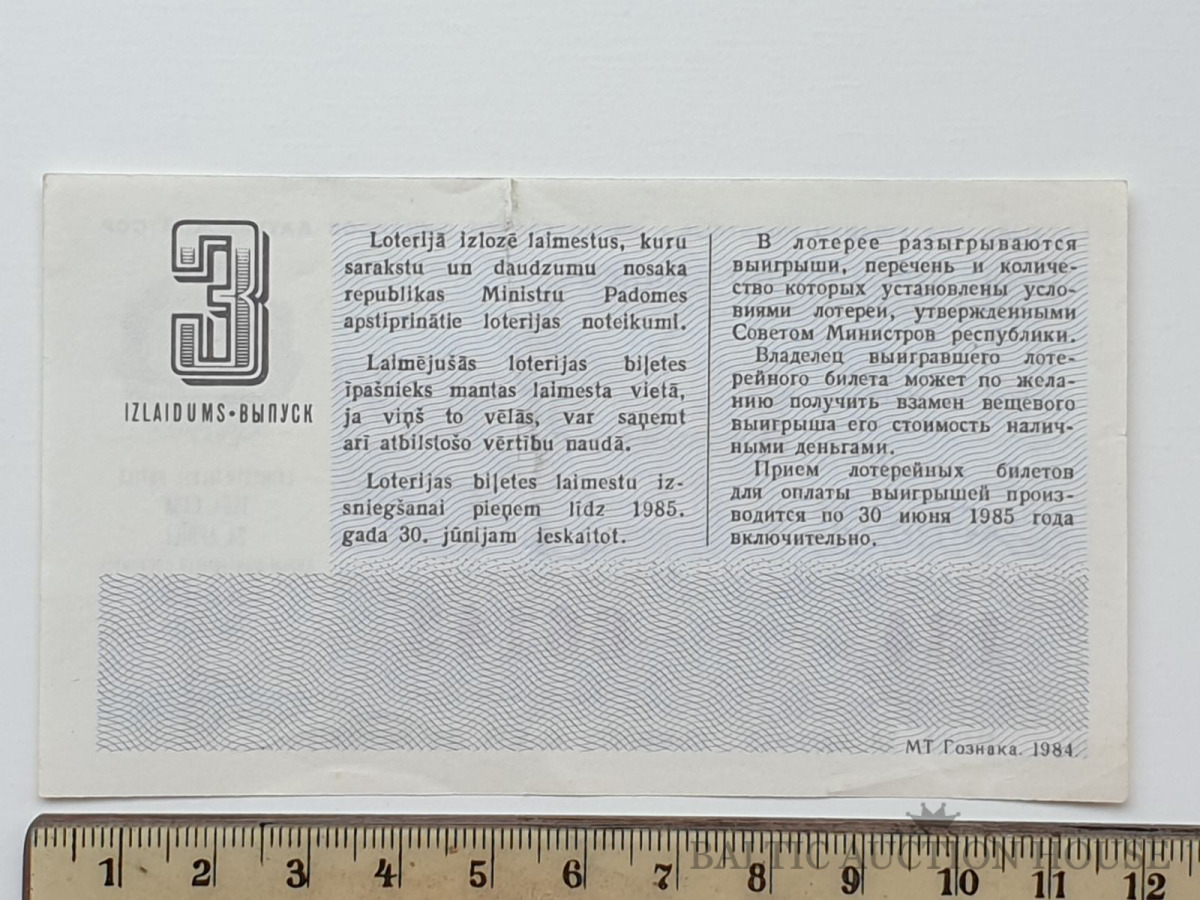 3
IZLAIDUMS • ВЫПУСК
Loterijā izlozē laimestus, kuru
sarakstu un daudzumu nosaka
republikas Ministru Padomes
apstiprinātie loterijas noteikumi.
Laimējušās loterijas biļetes
īpašnieks mantas laimesta vietā,
ja viņš to vēlās, var saņemt
arī atbilstošo vērtību naudā.
Loterijas biļetes laimestu iz-
sniegšanai pieņem līdz 1985.
gada 30. jūnijam ieskaitot.
В лотерее разыгрываются
выигрыши, перечень и количе-
ство которых установлены усло-
виями лотереи, утвержденными
Советом Министров республики.
Владелец выигравшего лоте-
рейного билета может по жела-
нию получить взамен вещевого
выигрыша его стоимость налич-
ными деньгами.
Прием лотерейных билетов
для оплаты выигрышей произ-
водится по 30 июня 1985 года
включительно.
МТ Гознака. 1984.
BALTIC AUCTION HOUSE
1 2 3 4 5 6 7 8 9 10 11 12